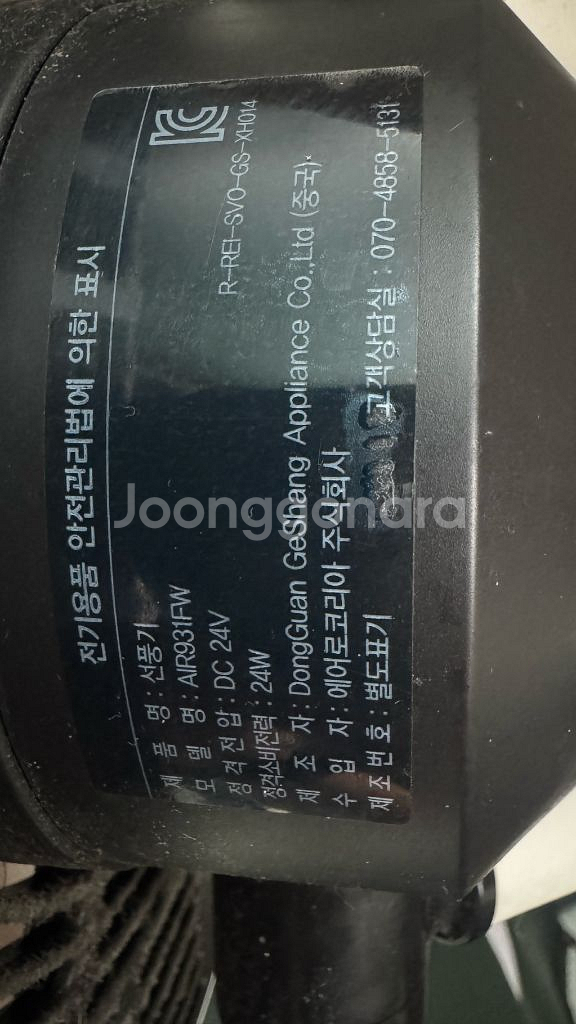 전기용품 안전관리법에 의한 표시
제 품 명 : 선풍기
모 델 명 : AIR931FW
정격전압 : DC 24V
정격소비전력 : 24W
R-REI-SVO-GS-XH014
제 조 자 : DongGuan GeShang Appliance Co.,Ltd (중국)
수 입 자 : 에어로코리아 주식회사
제조번호 : 별도표기
고객상담실 : 070-4858-5131
Joonggonara